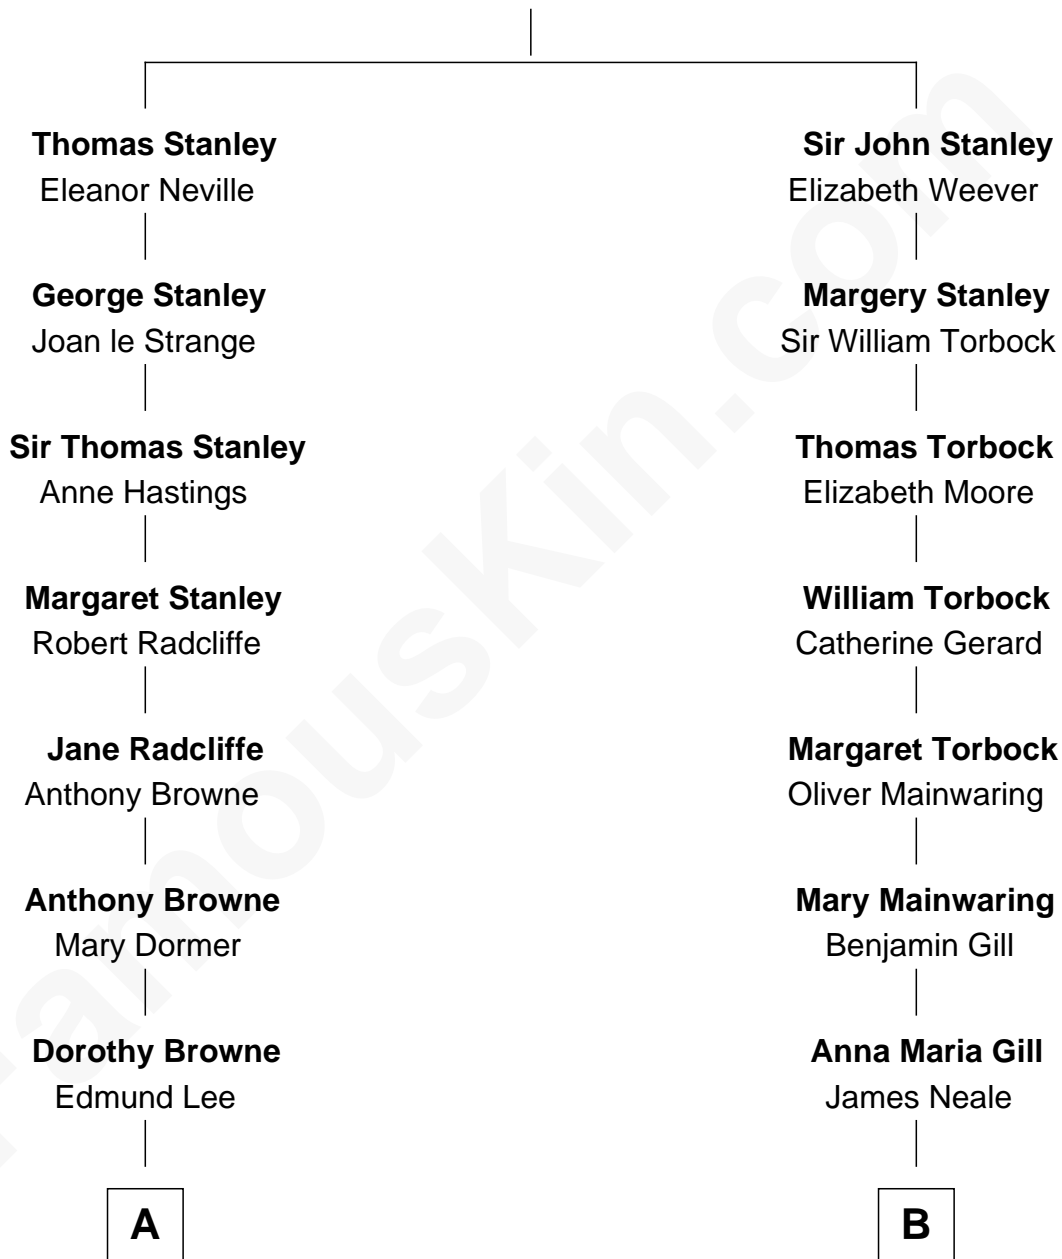 Thomas Stanley
Eleanor Neville
George Stanley
Joan le Strange
Sir Thomas Stanley
Anne Hastings
Margaret Stanley
Robert Radcliffe
Jane Radcliffe
Anthony Browne
Anthony Browne
Mary Dormer
Dorothy Browne
Edmund Lee
A
Sir John Stanley
Elizabeth Weever
Margery Stanley
Sir William Torbock
Thomas Torbock
Elizabeth Moore
William Torbock
Catherine Gerard
Margaret Torbock
Oliver Mainwaring
Mary Mainwaring
Benjamin Gill
Anna Maria Gill
James Neale
B
FamousKin.com